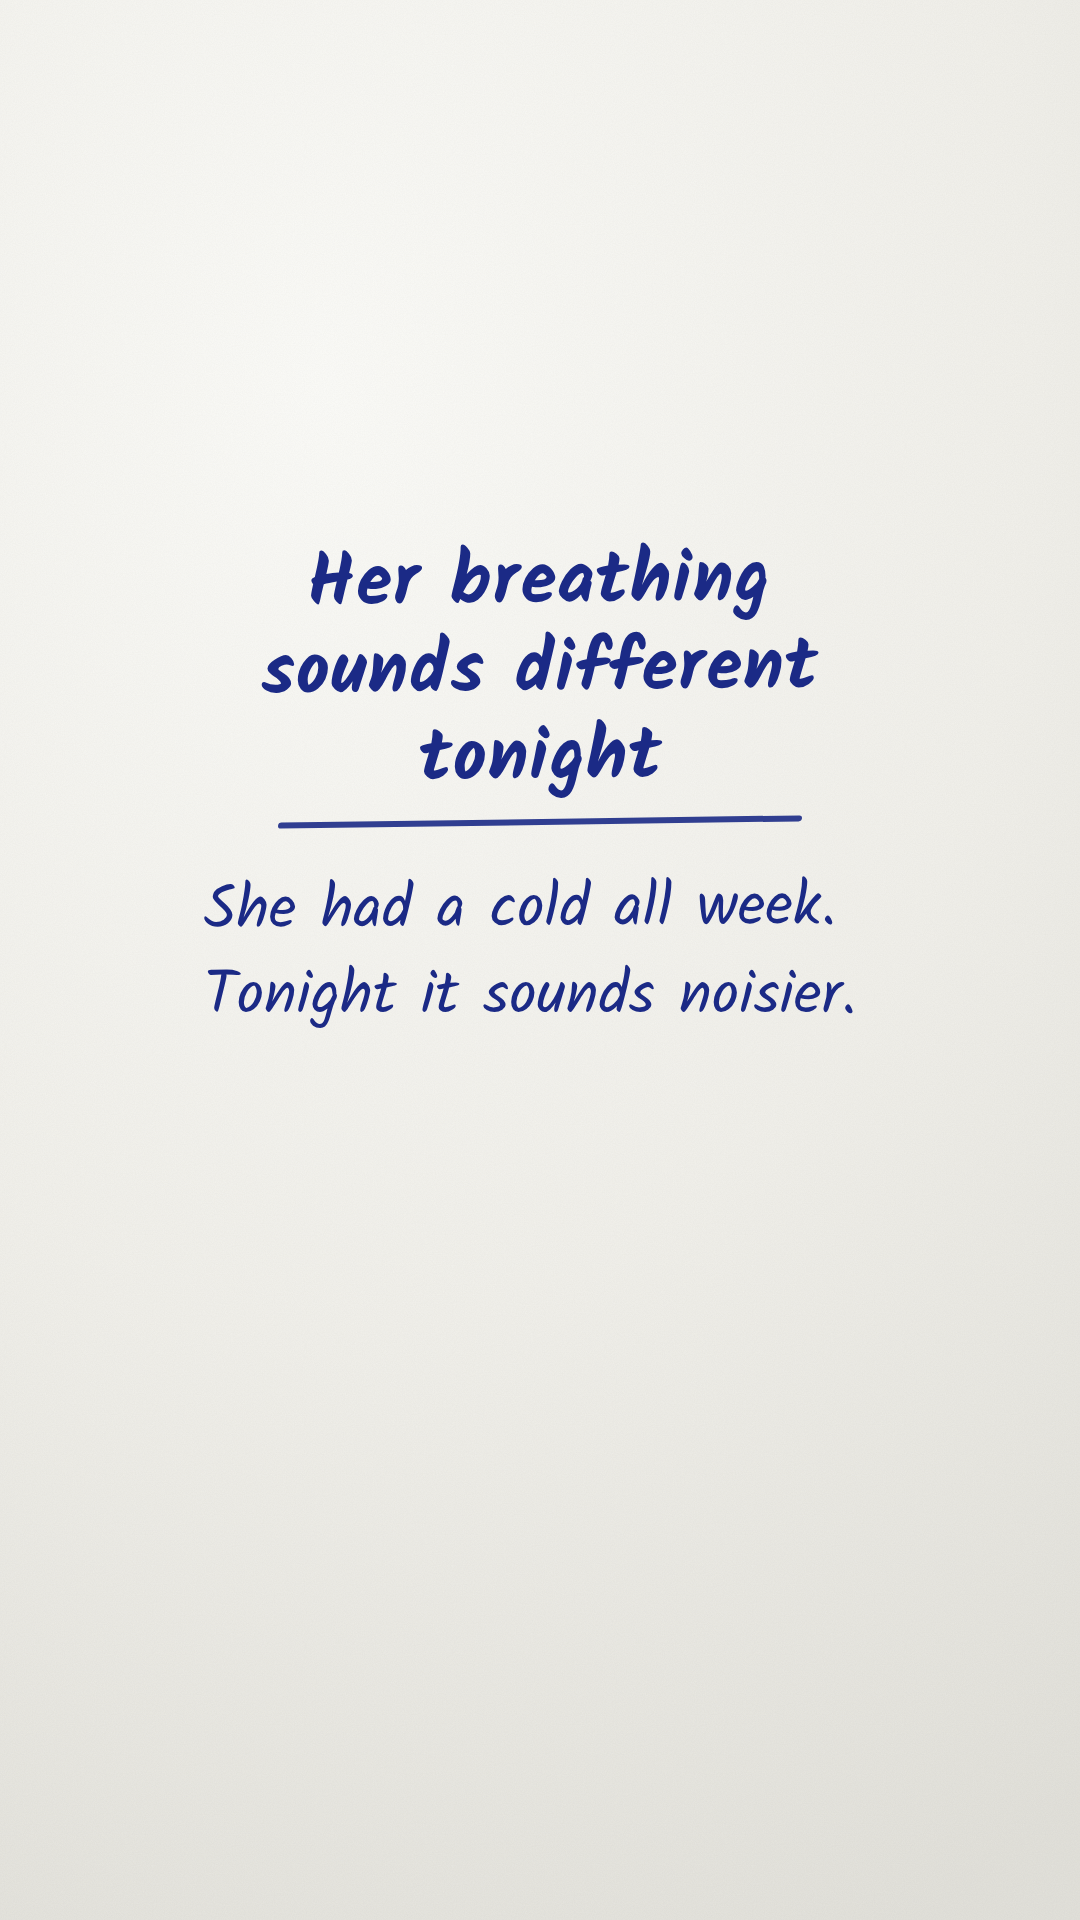 Her breathing
sounds different
tonight
She had a cold all week.
Tonight it sounds noisier.